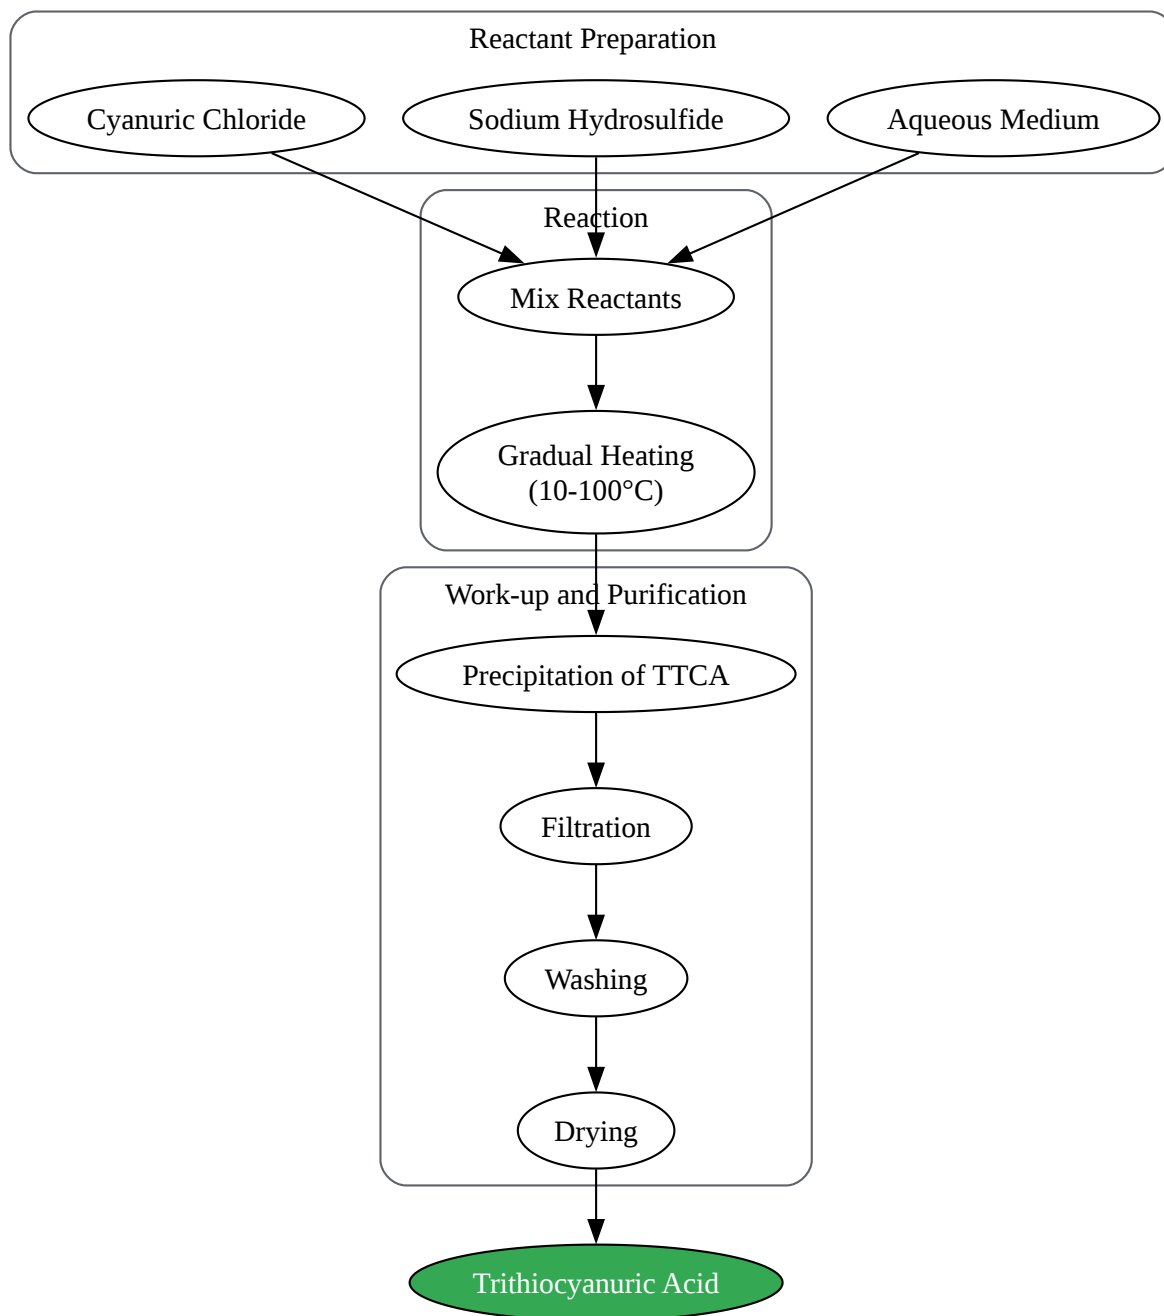 Reactant Preparation
Cyanuric Chloride
Sodium Hydrosulfide
Aqueous Medium
Reaction
Mix Reactants
Gradual Heating
(10-100°C)
Work-up and Purification
Precipitation of TTCA
Filtration
Washing
Drying
Trithiocyanuric Acid